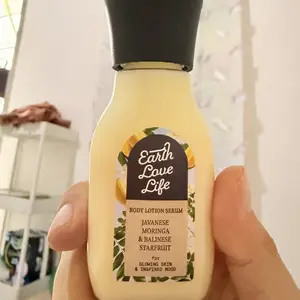 Earth
Love
Life
BODY LOTION SERUM
JAVANESE
MORINGA
& BALINESE
STARFRUIT
for
GLOWING SKIN
& INSPIRED MOOD